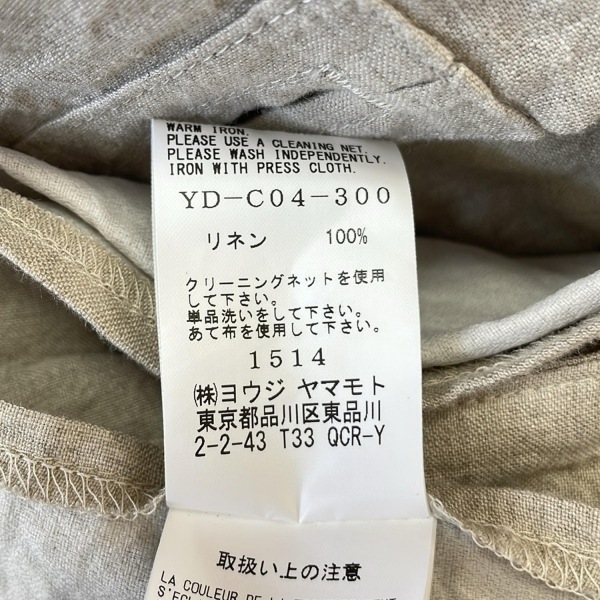 WARM IRON.
PLEASE USE A CLEANING NET.
PLEASE WASH INDEPENDENTLY.
IRON WITH PRESS CLOTH.
YD-C04-300
リネン 100%
クリーニングネットを使用
して下さい。
単品洗いをして下さい。
あて布を使用して下さい。
1514
㈱ヨウジ ヤマモト
東京都品川区東品川
2-2-43 T33 QCR-Y
取扱い上の注意
LA COULEUR DE